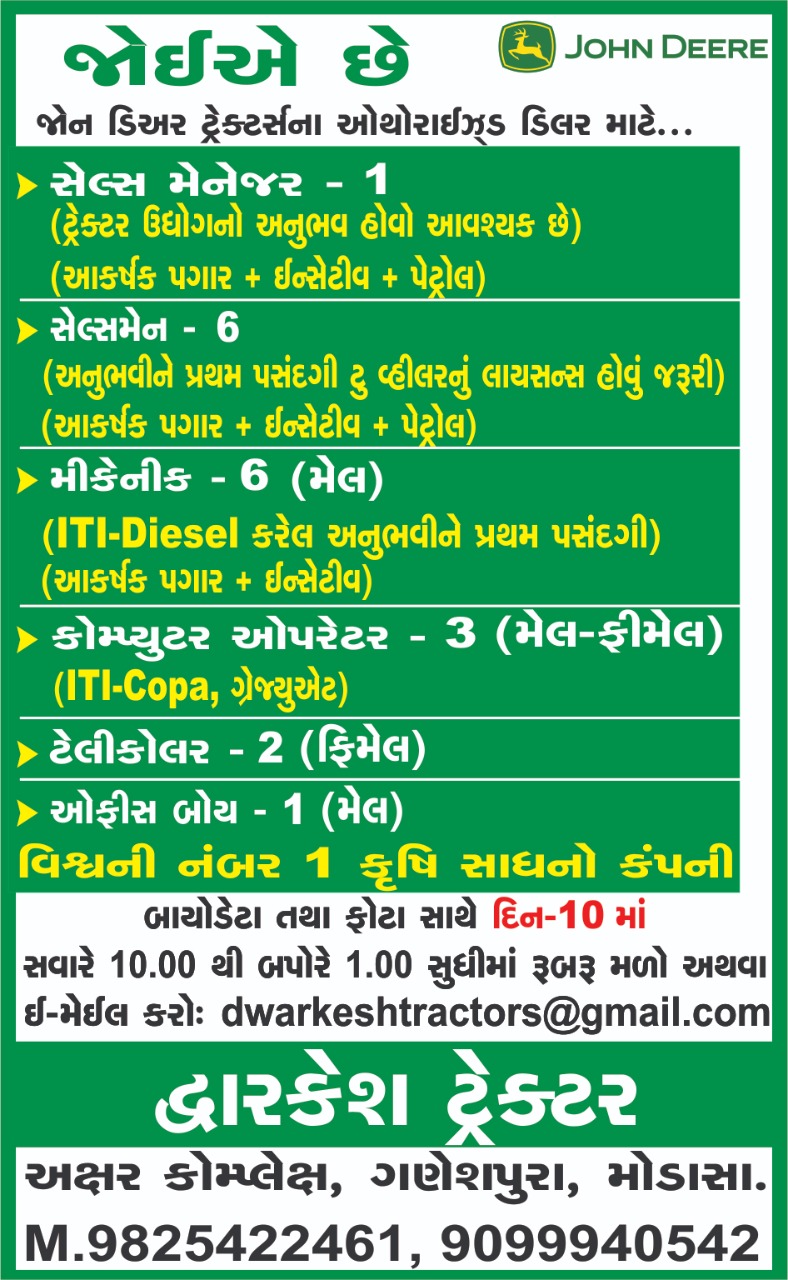 જોઈએ છે
JOHN DEERE
જોન ડિઅર ટ્રેક્ટર્સના ઓથોરાઈઝ્ડ ડિલર માટે...
સેલ્સ મેનેજર - 1
(ટ્રેક્ટર ઉધોગનો અનુભવ હોવો આવશ્યક છે)
(આકર્ષક પગાર + ઈન્સેટીવ + પેટ્રોલ)
સેલ્સમેન - 6
(અનુભવીને પ્રથમ પસંદગી ટુ વ્હીલરનું લાયસન્સ હોવું જરૂરી)
(આકર્ષક પગાર + ઈન્સેટીવ + પેટ્રોલ)
મીકેનીક - 6 (મેલ)
(ITI-Diesel કરેલ અનુભવીને પ્રથમ પસંદગી)
(આકર્ષક પગાર + ઈન્સેટીવ)
કોમ્પ્યુટર ઓપરેટર - 3 (મેલ-ફીમેલ)
(ITI-Copa, ગ્રેજ્યુએટ)
ટેલીકોલર - 2 (ફિમેલ)
ઓફીસ બોય - 1 (મેલ)
વિશ્વની નંબર 1 કૃષિ સાધનો કંપની
બાયોડેટા તથા ફોટા સાથે દિન-10 માં
સવારે 10.00 થી બપોરે 1.00 સુધીમાં રૂબરૂ મળો અથવા
ઈ-મેઈલ કરોઃ dwarkeshtractors@gmail.com
દ્વારકેશ ટ્રેક્ટર
અક્ષર કોમ્પ્લેક્ષ, ગણેશપુરા, મોડાસા.
M.9825422461, 9099940542